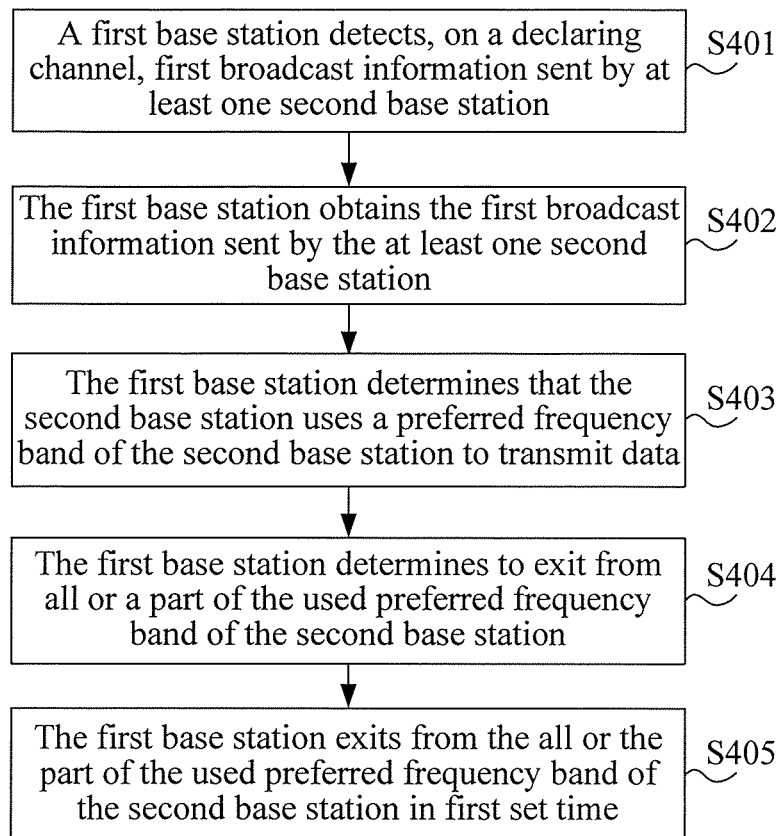 A first base station detects, on a declaring
channel, first broadcast information sent by at
least one second base station
S401
The first base station obtains the first broadcast
information sent by the at least one second
base station
S402
The first base station determines that the
second base station uses a preferred frequency
band of the second base station to transmit data
S403
The first base station determines to exit from
all or a part of the used preferred frequency
band of the second base station
S404
The first base station exits from the all or the
part of the used preferred frequency band of
the second base station in first set time
S405